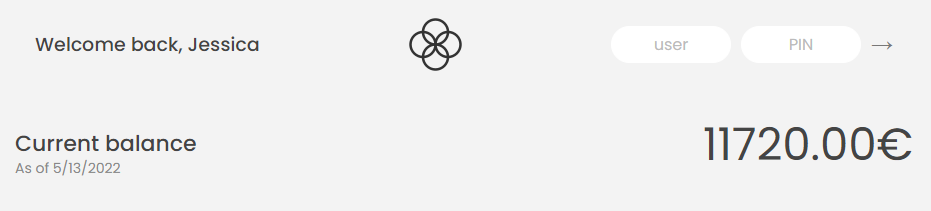 Welcome back, Jessica
user
PIN
→
Current balance
As of 5/13/2022
11720.00€